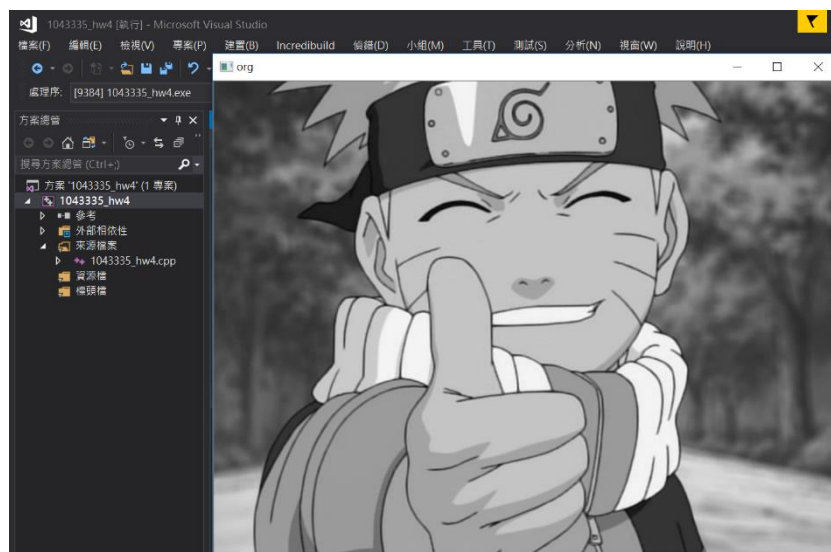 1043335_hw4 [執行] - Microsoft Visual Studio
檔案(F) 編輯(E) 檢視(V) 專案(P) 建置(B) Incredibuild 偵錯(D) 小組(M) 工具(T) 測試(S) 分析(N) 視窗(W) 說明(H)
org
處理序: [9384] 1043335_hw4.exe
方案總管
搜尋方案總管 (Ctrl+;)
方案 '1043335_hw4' (1 專案)
1043335_hw4
參考
外部相依性
來源檔案
1043335_hw4.cpp
資源檔
標頭檔